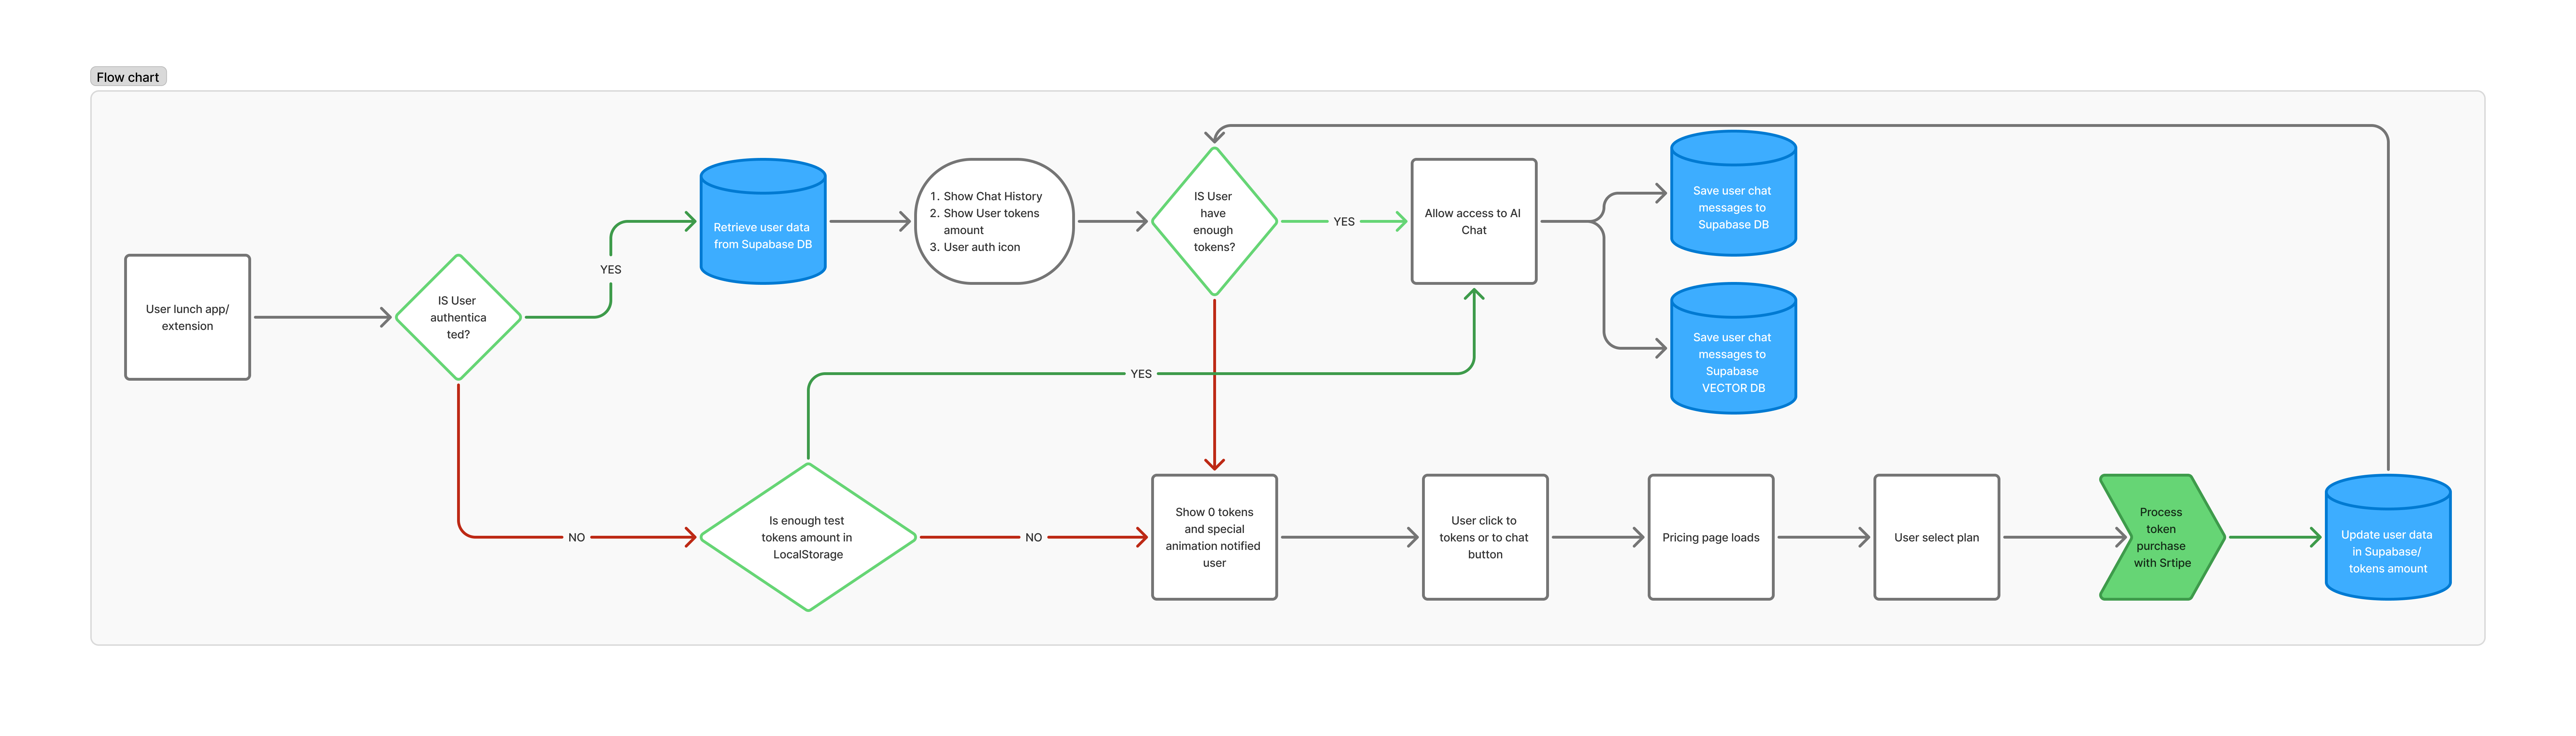 Flow chart
User lunch app/
extension
IS User
authentica
ted?
YES
Retrieve user data
from Supabase DB
1. Show Chat History
2. Show User tokens
amount
3. User auth icon
IS User
have
enough
tokens?
YES
Allow access to AI
Chat
Save user chat
messages to
Supabase DB
Save user chat
messages to
Supabase
VECTOR DB
YES
NO
Is enough test
tokens amount in
LocalStorage
NO
Show 0 tokens
and special
animation notified
user
User click to
tokens or to chat
button
Pricing page loads
User select plan
Process
token
purchase
with Srtipe
Update user data
in Supabase/
tokens amount